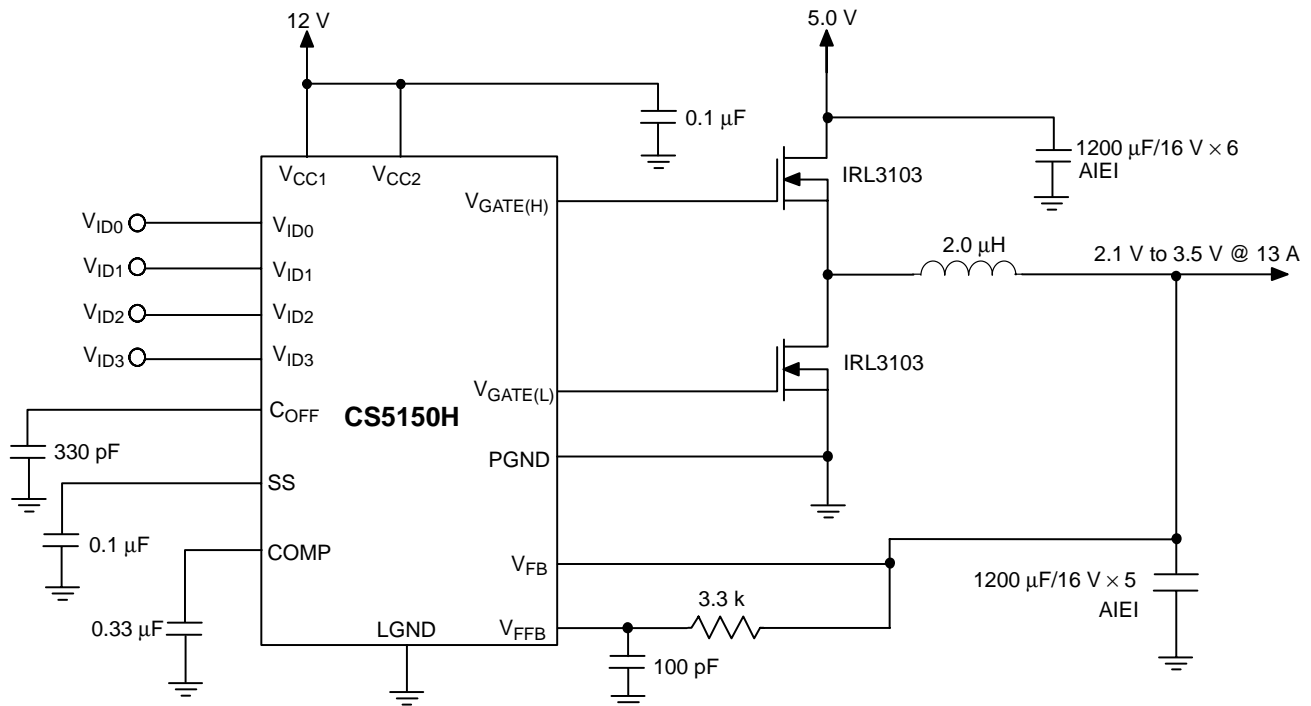 12 V
5.0 V
0.1 μF
1200 μF/16 V × 6
AIEI
VCC1
VCC2
IRL3103
VGATE(H)
VID0
VID0
2.0 μH
2.1 V to 3.5 V @ 13 A
VID1
VID1
VID2
VID2
VID3
VID3
IRL3103
VGATE(L)
COFF
CS5150H
330 pF
PGND
SS
0.1 μF
COMP
VFB
1200 μF/16 V × 5
AIEI
3.3 k
0.33 μF
LGND
VFFB
100 pF